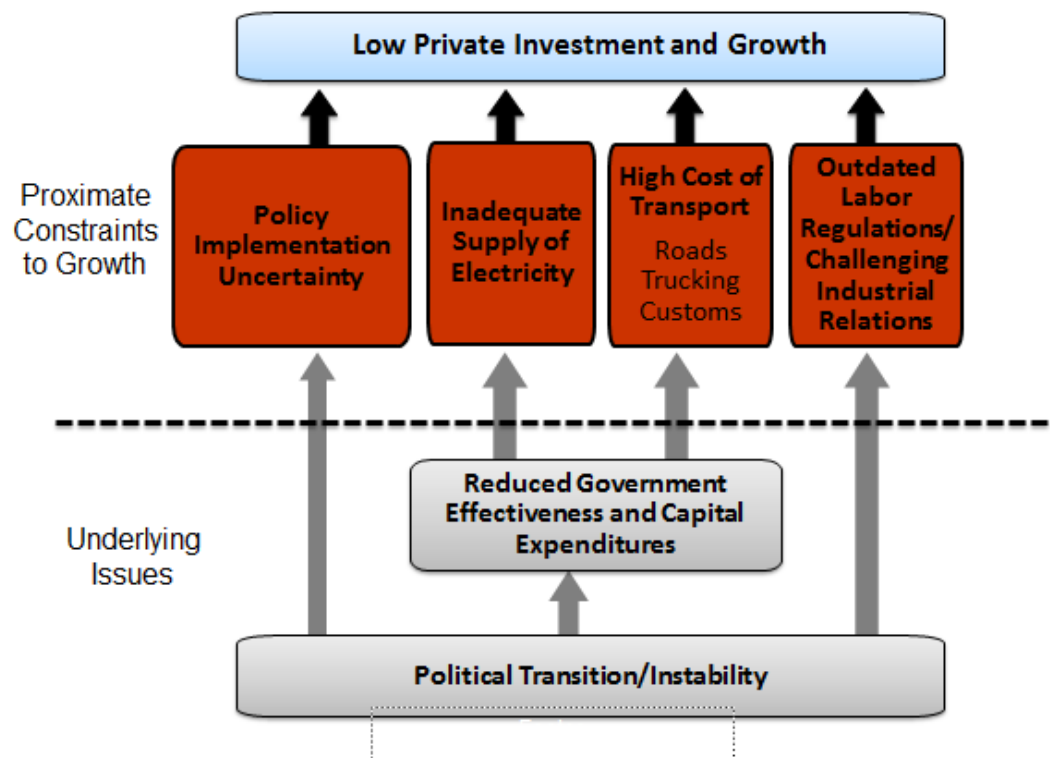 Low Private Investment and Growth
Proximate
Constraints
to Growth
Policy
Implementation
Uncertainty
Inadequate
Supply of
Electricity
High Cost of
Transport
Roads
Trucking
Customs
Outdated
Labor
Regulations/
Challenging
Industrial
Relations
Underlying
Issues
Reduced Government
Effectiveness and Capital
Expenditures
Political Transition/Instability